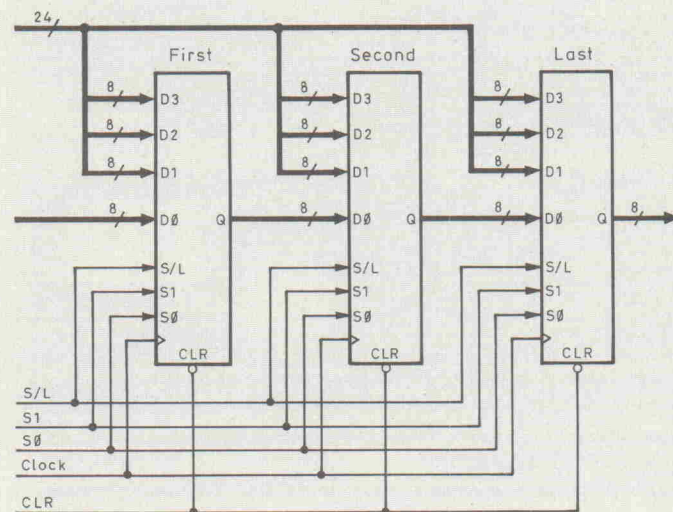 24
First Second Last
8 D3 8 D3 8 D3
8 D2 8 D2 8 D2
8 D1 8 D1 8 D1
8 DØ Q 8 DØ Q 8 DØ Q 8
S/L S/L S/L
S1 S1 S1
SØ SØ SØ
CLR CLR CLR
S/L
S1
SØ
Clock
CLR